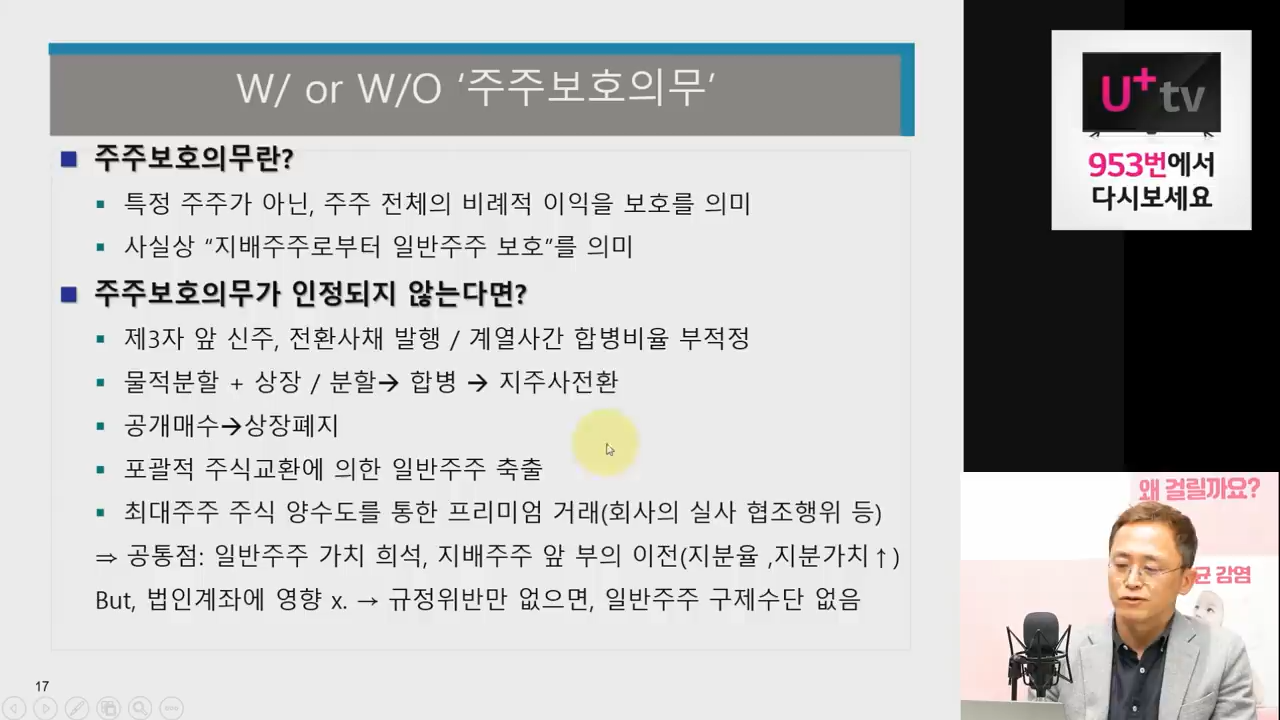 W/ or W/O ‘주주보호의무’
주주보호의무란?
특정 주주가 아닌, 주주 전체의 비례적 이익을 보호를 의미
사실상 “지배주주로부터 일반주주 보호”를 의미
주주보호의무가 인정되지 않는다면?
제3자 앞 신주, 전환사채 발행 / 계열사간 합병비율 부적정
물적분할 + 상장 / 분할→ 합병 → 지주사전환
공개매수→상장폐지
포괄적 주식교환에 의한 일반주주 축출
최대주주 주식 양수도를 통한 프리미엄 거래(회사의 실사 협조행위 등)
⇒ 공통점: 일반주주 가치 희석, 지배주주 앞 부의 이전(지분율 ,지분가치↑)
But, 법인계좌에 영향 x. → 규정위반만 없으면, 일반주주 구제수단 없음
17
U+ tv
953번에서
다시보세요
왜 걸릴까요?
균 감염